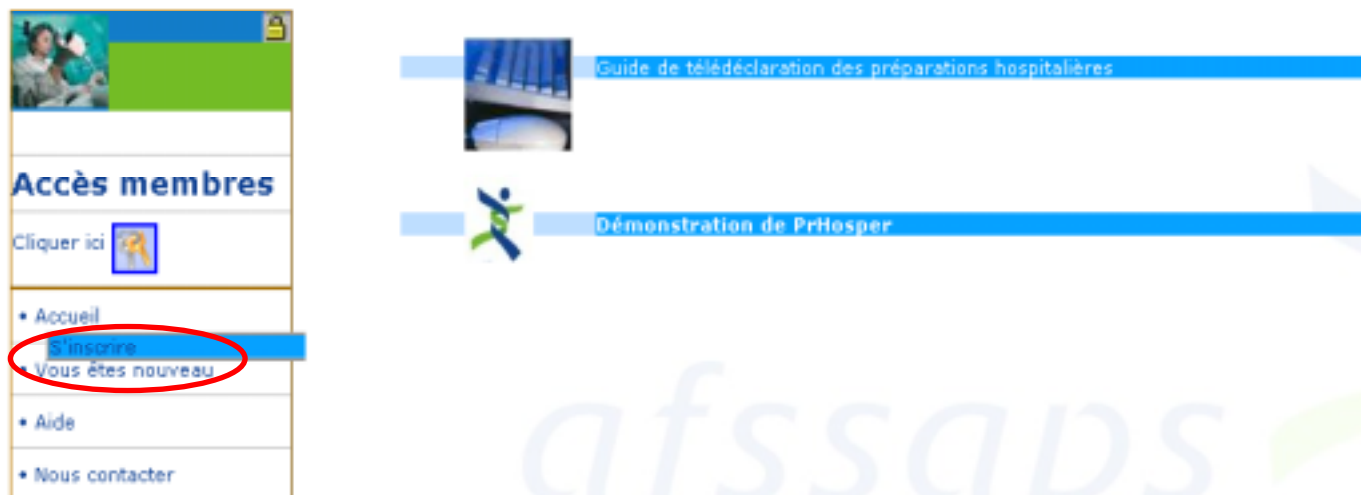 Accès membres
Cliquer ici
• Accueil
S'inscrire
• Vous êtes nouveau
• Aide
• Nous contacter
Guide de télédéclaration des préparations hospitalières
Démonstration de PrHosper
afssaps